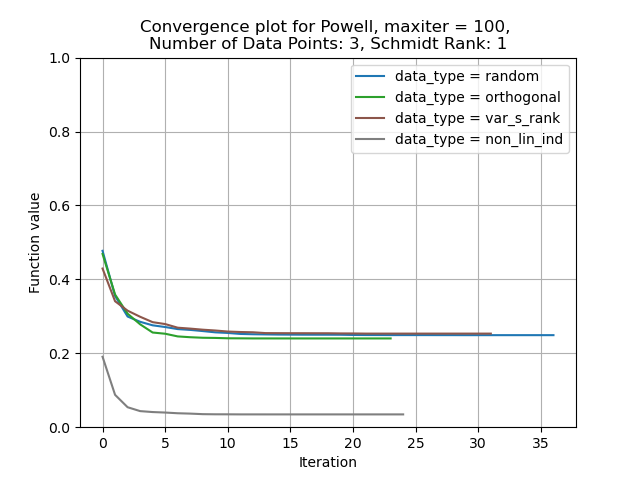 Convergence plot for Powell, maxiter = 100,
Number of Data Points: 3, Schmidt Rank: 1
data_type = random
data_type = orthogonal
data_type = var_s_rank
data_type = non_lin_ind
Function value
1.0
0.8
0.6
0.4
0.2
0.0
0 5 10 15 20 25 30 35
Iteration